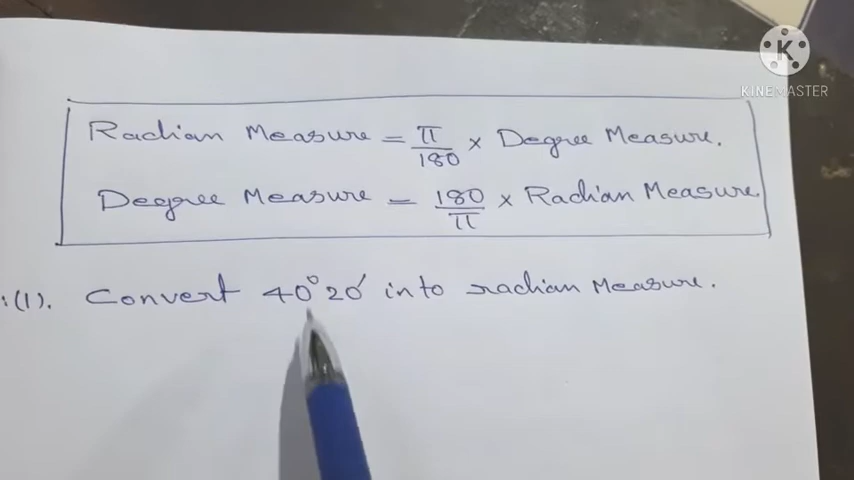 K
KINEMASTER
Radian Measure = π/180 × Degree Measure.
Degree Measure = 180/π × Radian Measure.
:(1). Convert 40°20′ into radian Measure.